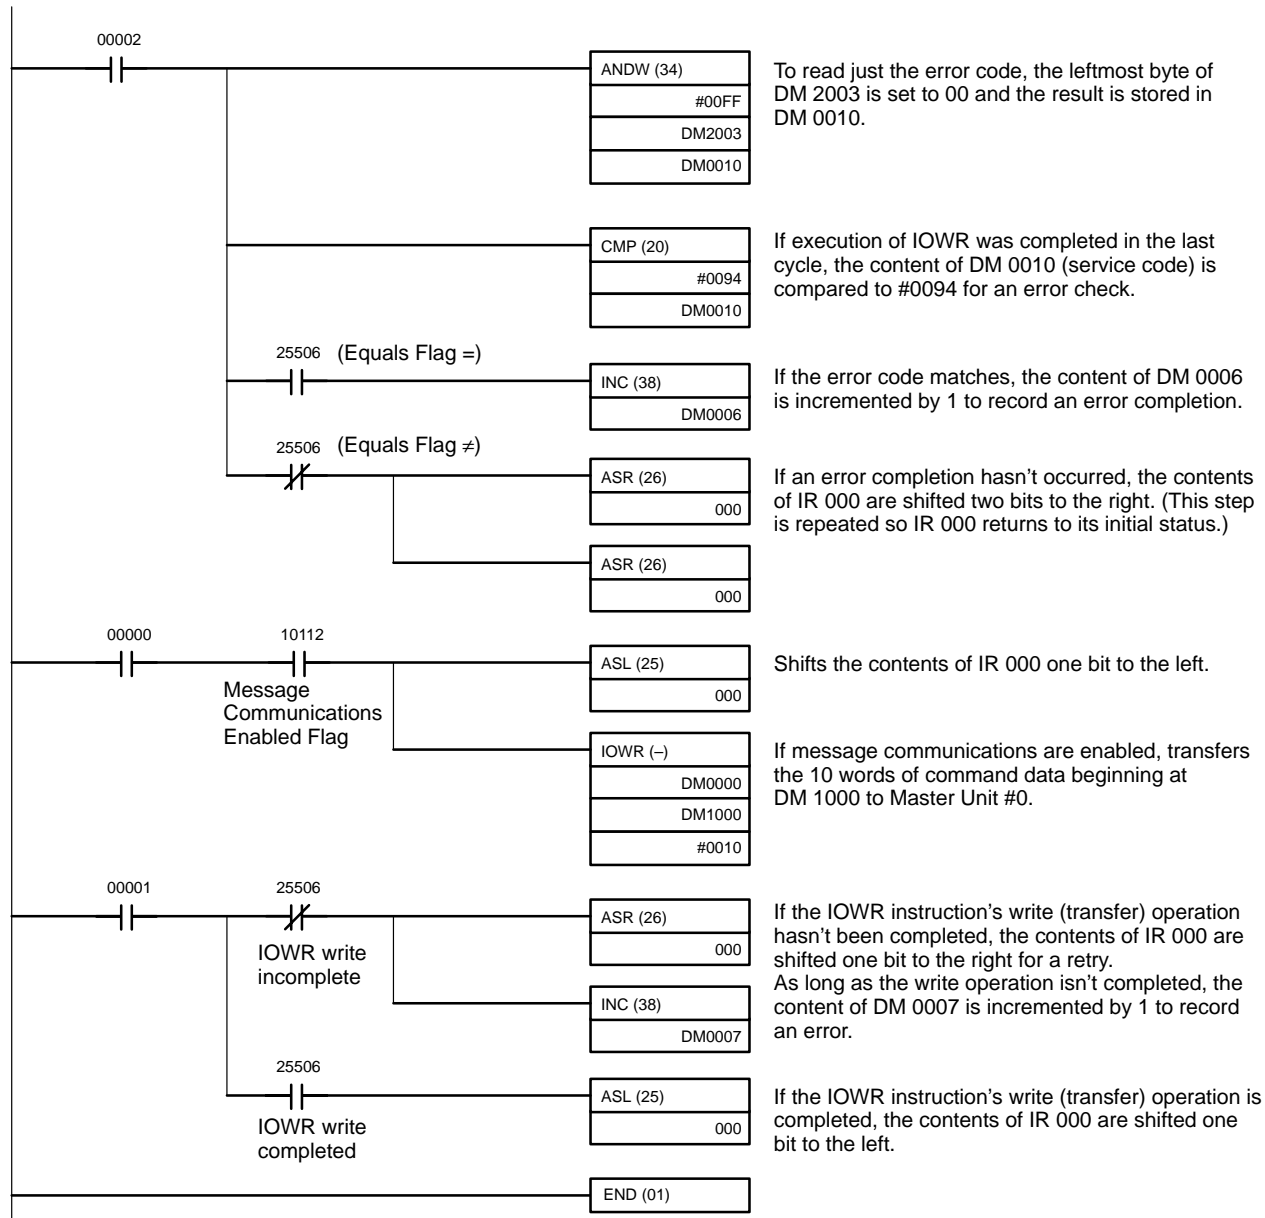 00002
ANDW (34)
#00FF
DM2003
DM0010
To read just the error code, the leftmost byte of
DM 2003 is set to 00 and the result is stored in
DM 0010.
CMP (20)
#0094
DM0010
If execution of IOWR was completed in the last
cycle, the content of DM 0010 (service code) is
compared to #0094 for an error check.
25506 (Equals Flag =)
INC (38)
DM0006
If the error code matches, the content of DM 0006
is incremented by 1 to record an error completion.
25506 (Equals Flag ≠)
ASR (26)
000
If an error completion hasn't occurred, the contents
of IR 000 are shifted two bits to the right. (This step
is repeated so IR 000 returns to its initial status.)
ASR (26)
000
00000
10112
Message
Communications
Enabled Flag
ASL (25)
000
Shifts the contents of IR 000 one bit to the left.
IOWR (–)
DM0000
DM1000
#0010
If message communications are enabled, transfers
the 10 words of command data beginning at
DM 1000 to Master Unit #0.
00001
25506
IOWR write
incomplete
ASR (26)
000
If the IOWR instruction's write (transfer) operation
hasn't been completed, the contents of IR 000 are
shifted one bit to the right for a retry.
INC (38)
DM0007
As long as the write operation isn't completed, the
content of DM 0007 is incremented by 1 to record
an error.
25506
IOWR write
completed
ASL (25)
000
If the IOWR instruction's write (transfer) operation is
completed, the contents of IR 000 are shifted one
bit to the left.
END (01)